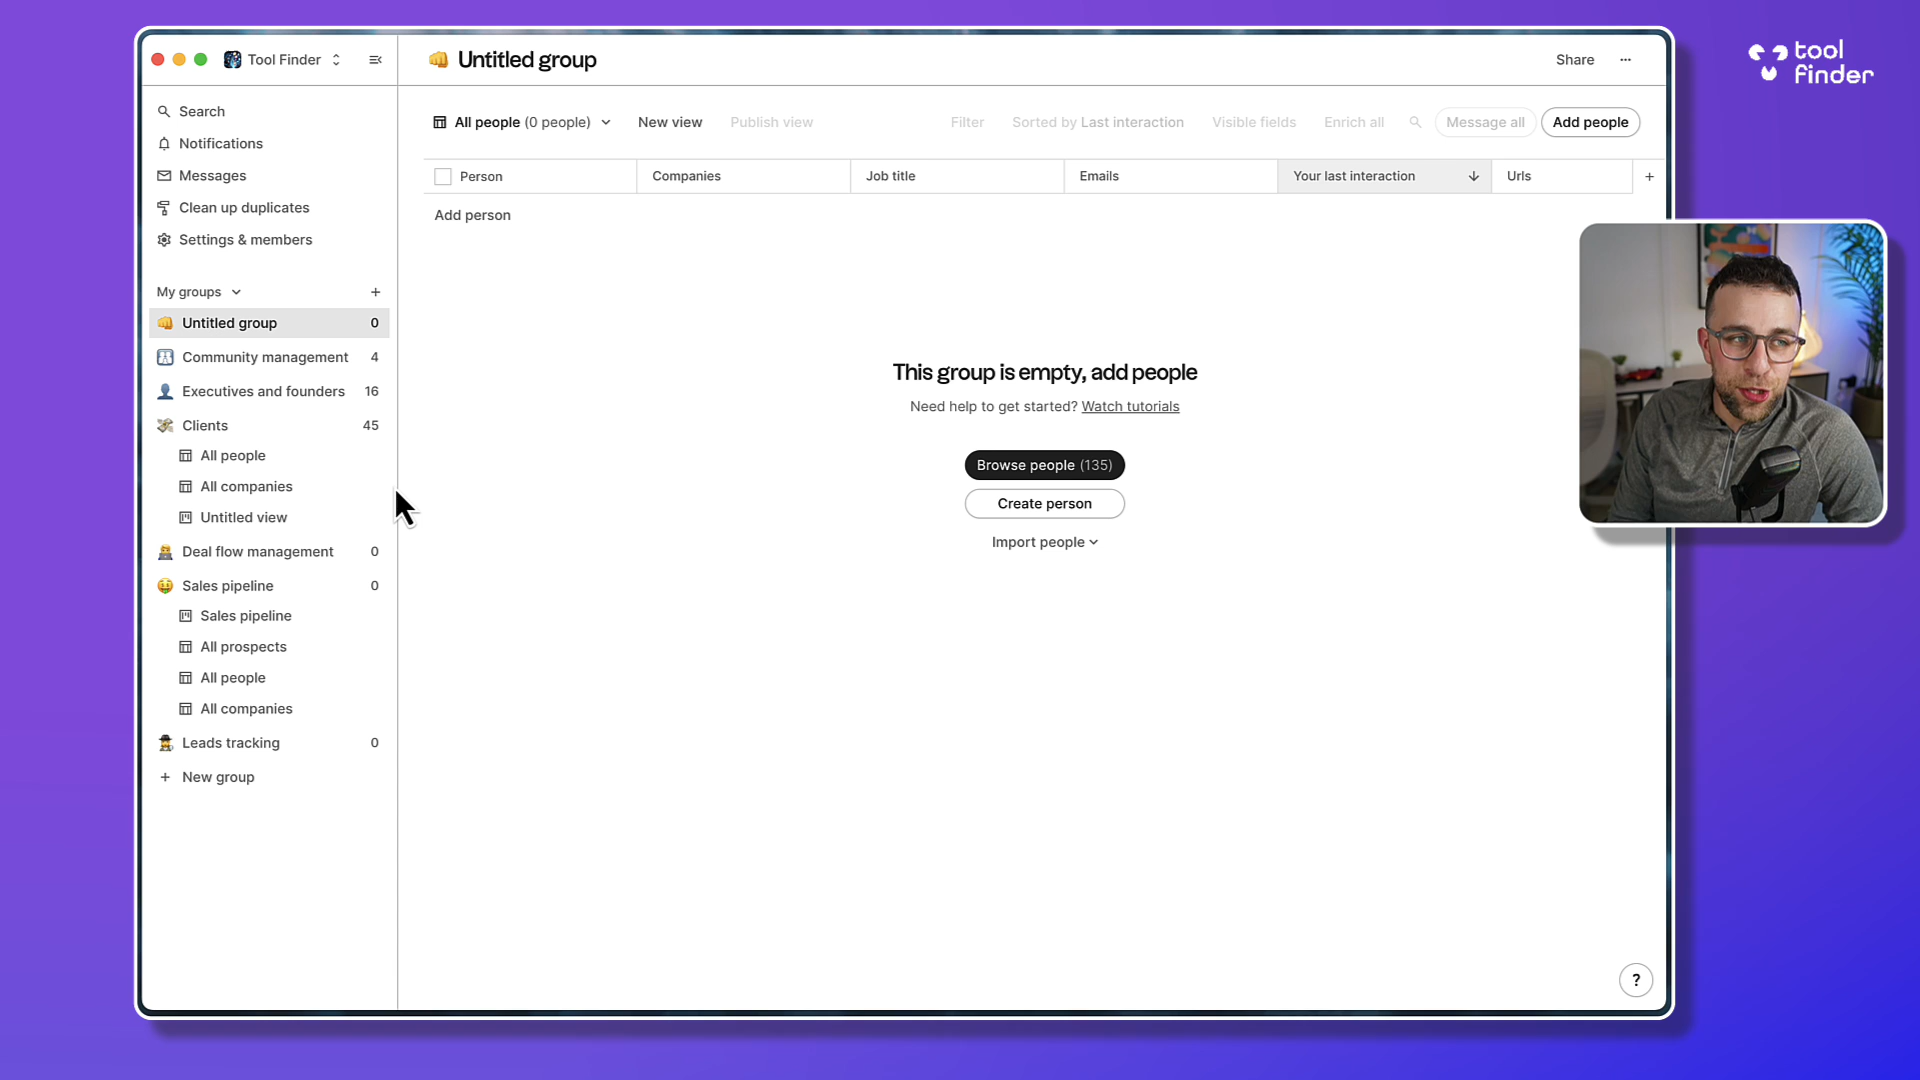 Tool Finder
Search
Notifications
Messages
Clean up duplicates
Settings & members
My groups
Untitled group 0
Community management 4
Executives and founders 16
Clients 45
All people
All companies
Untitled view
Deal flow management 0
Sales pipeline 0
Sales pipeline
All prospects
All people
All companies
Leads tracking 0
+ New group
Untitled group
Share
All people (0 people) New view Publish view Filter Sorted by Last interaction Visible fields Enrich all Message all Add people
Person Companies Job title Emails Your last interaction Urls +
Add person
This group is empty, add people
Need help to get started? Watch tutorials
Browse people (135)
Create person
Import people
?
tool
finder